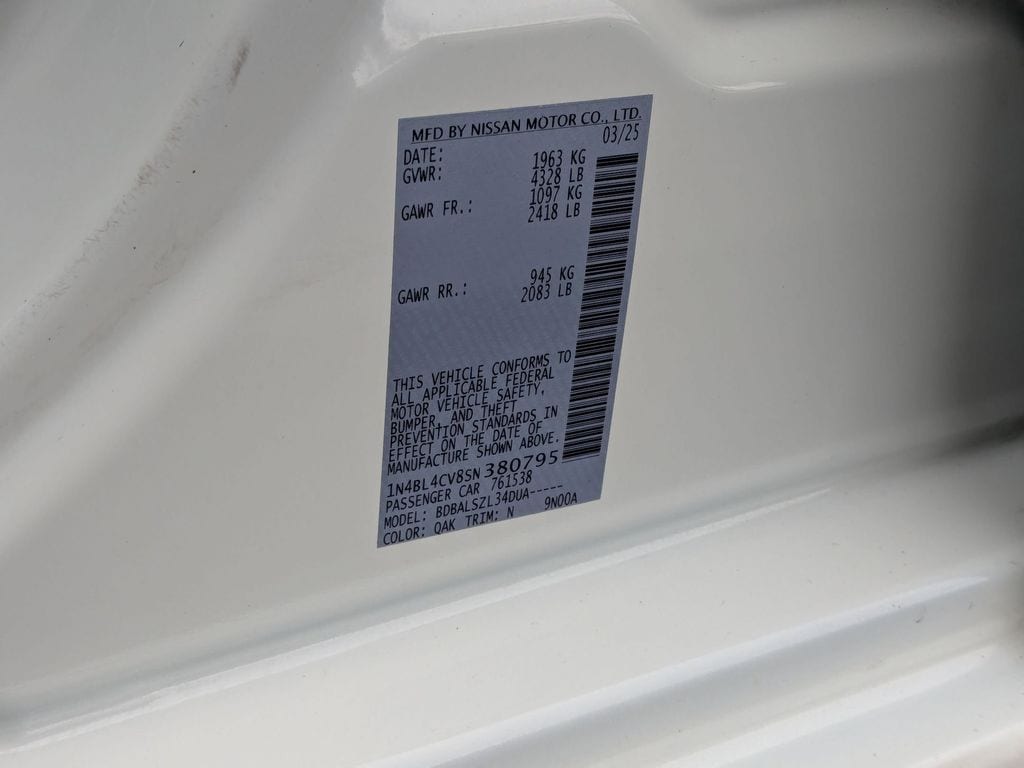 MFD BY NISSAN MOTOR CO., LTD.
DATE: 03/25
GVWR: 1963 KG
4328 LB
GAWR FR.: 1097 KG
2418 LB
GAWR RR.: 945 KG
2083 LB
THIS VEHICLE CONFORMS TO
ALL APPLICABLE FEDERAL
MOTOR VEHICLE SAFETY,
BUMPER, AND THEFT
PREVENTION STANDARDS IN
EFFECT ON THE DATE OF
MANUFACTURE SHOWN ABOVE.
1N4BL4CV8SN380795
PASSENGER CAR 761538
MODEL: BDBALSZL34DUA-----
COLOR: QAK TRIM: N 9N00A